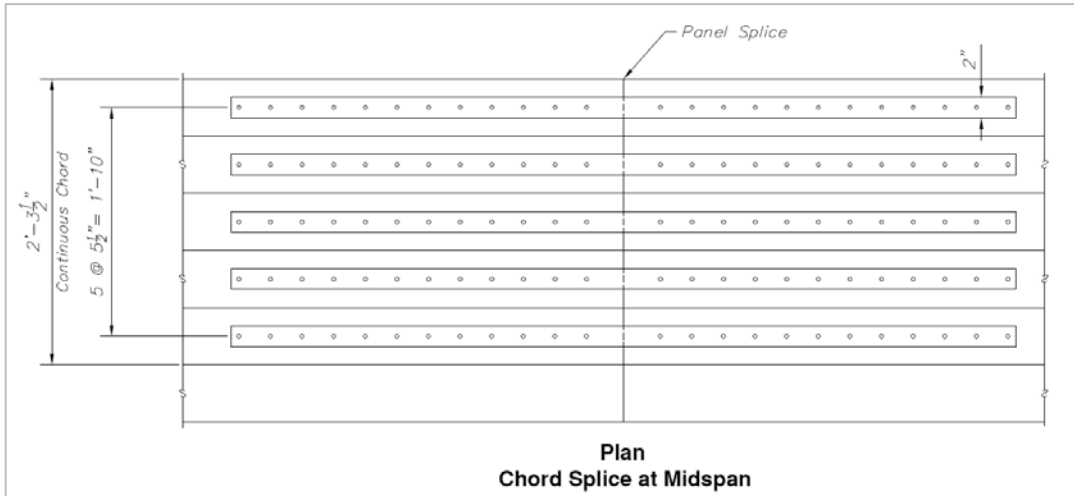 Panel Splice
2"
2'-3½"
Continuous Chord
5 @ 5½"= 1'-10"
Plan
Chord Splice at Midspan